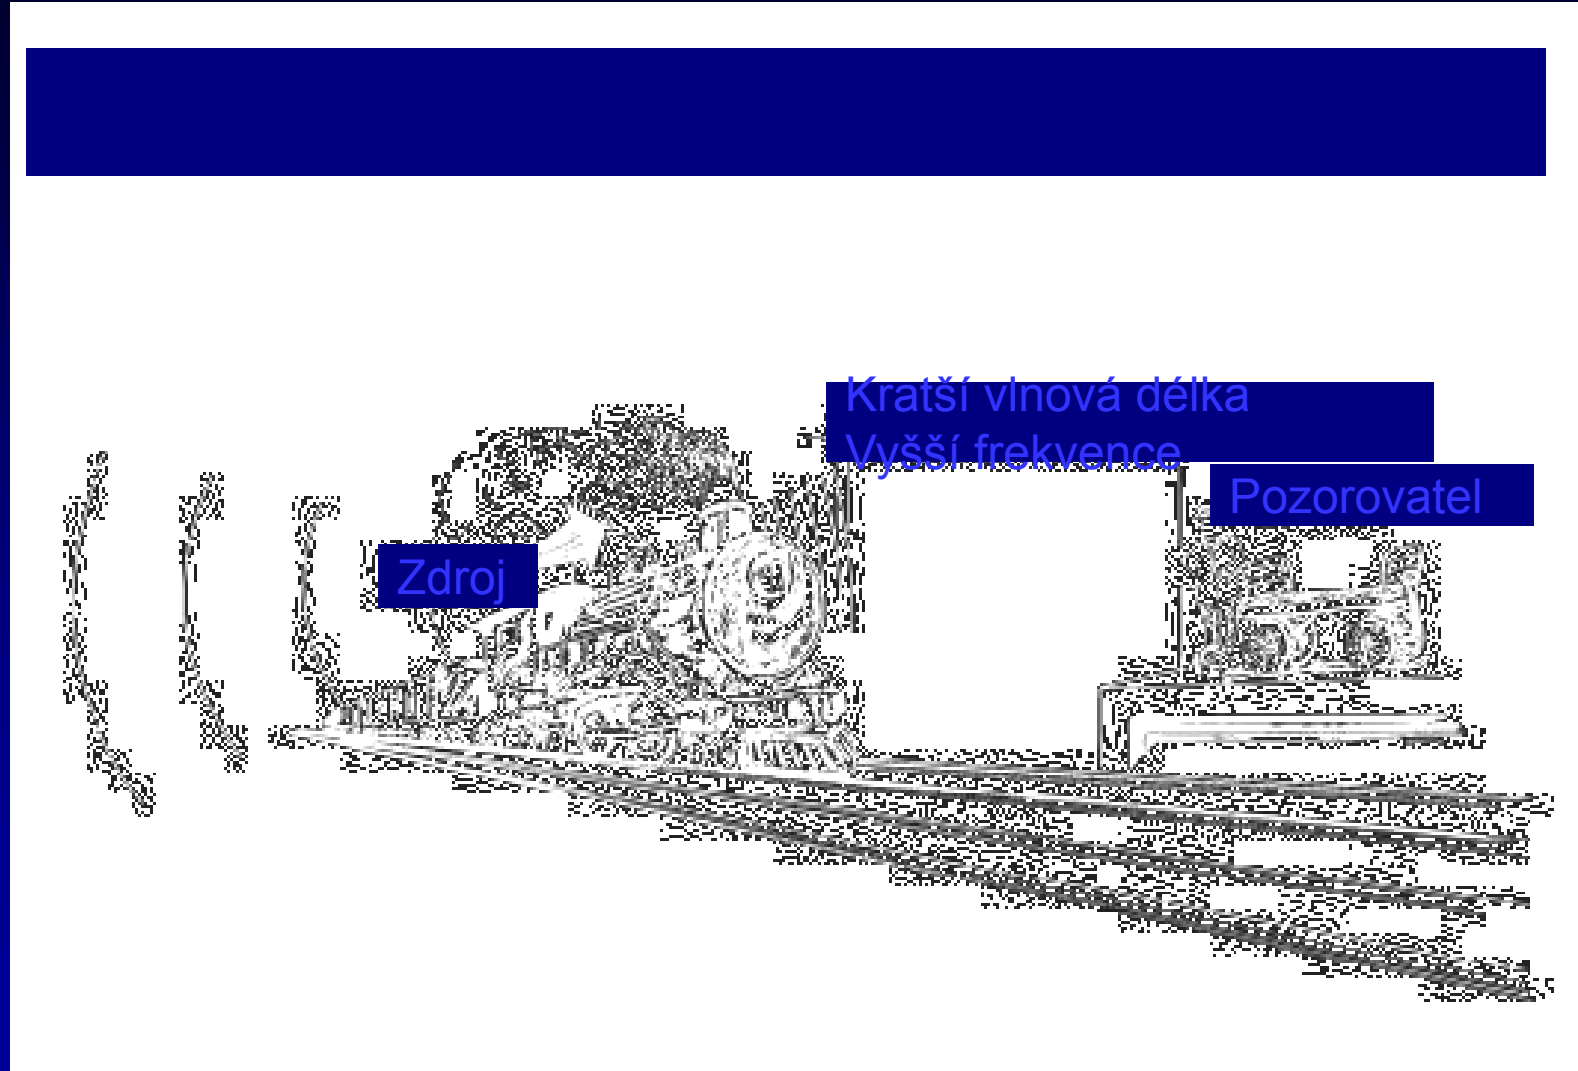 Kratší vlnová délka
Vyšší frekvence
Pozorovatel
Zdroj